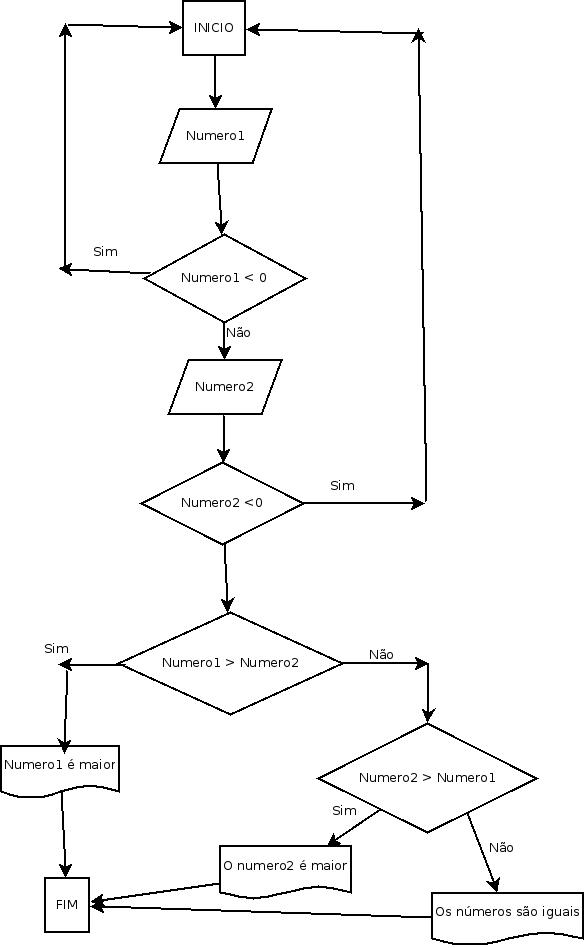 INICIO
Numero1
Sim
Numero1 < 0
Não
Numero2
Sim
Numero2 <0
Sim
Numero1 > Numero2
Não
Numero1 é maior
Numero2 > Numero1
Sim
Não
O numero2 é maior
FIM
Os números são iguais